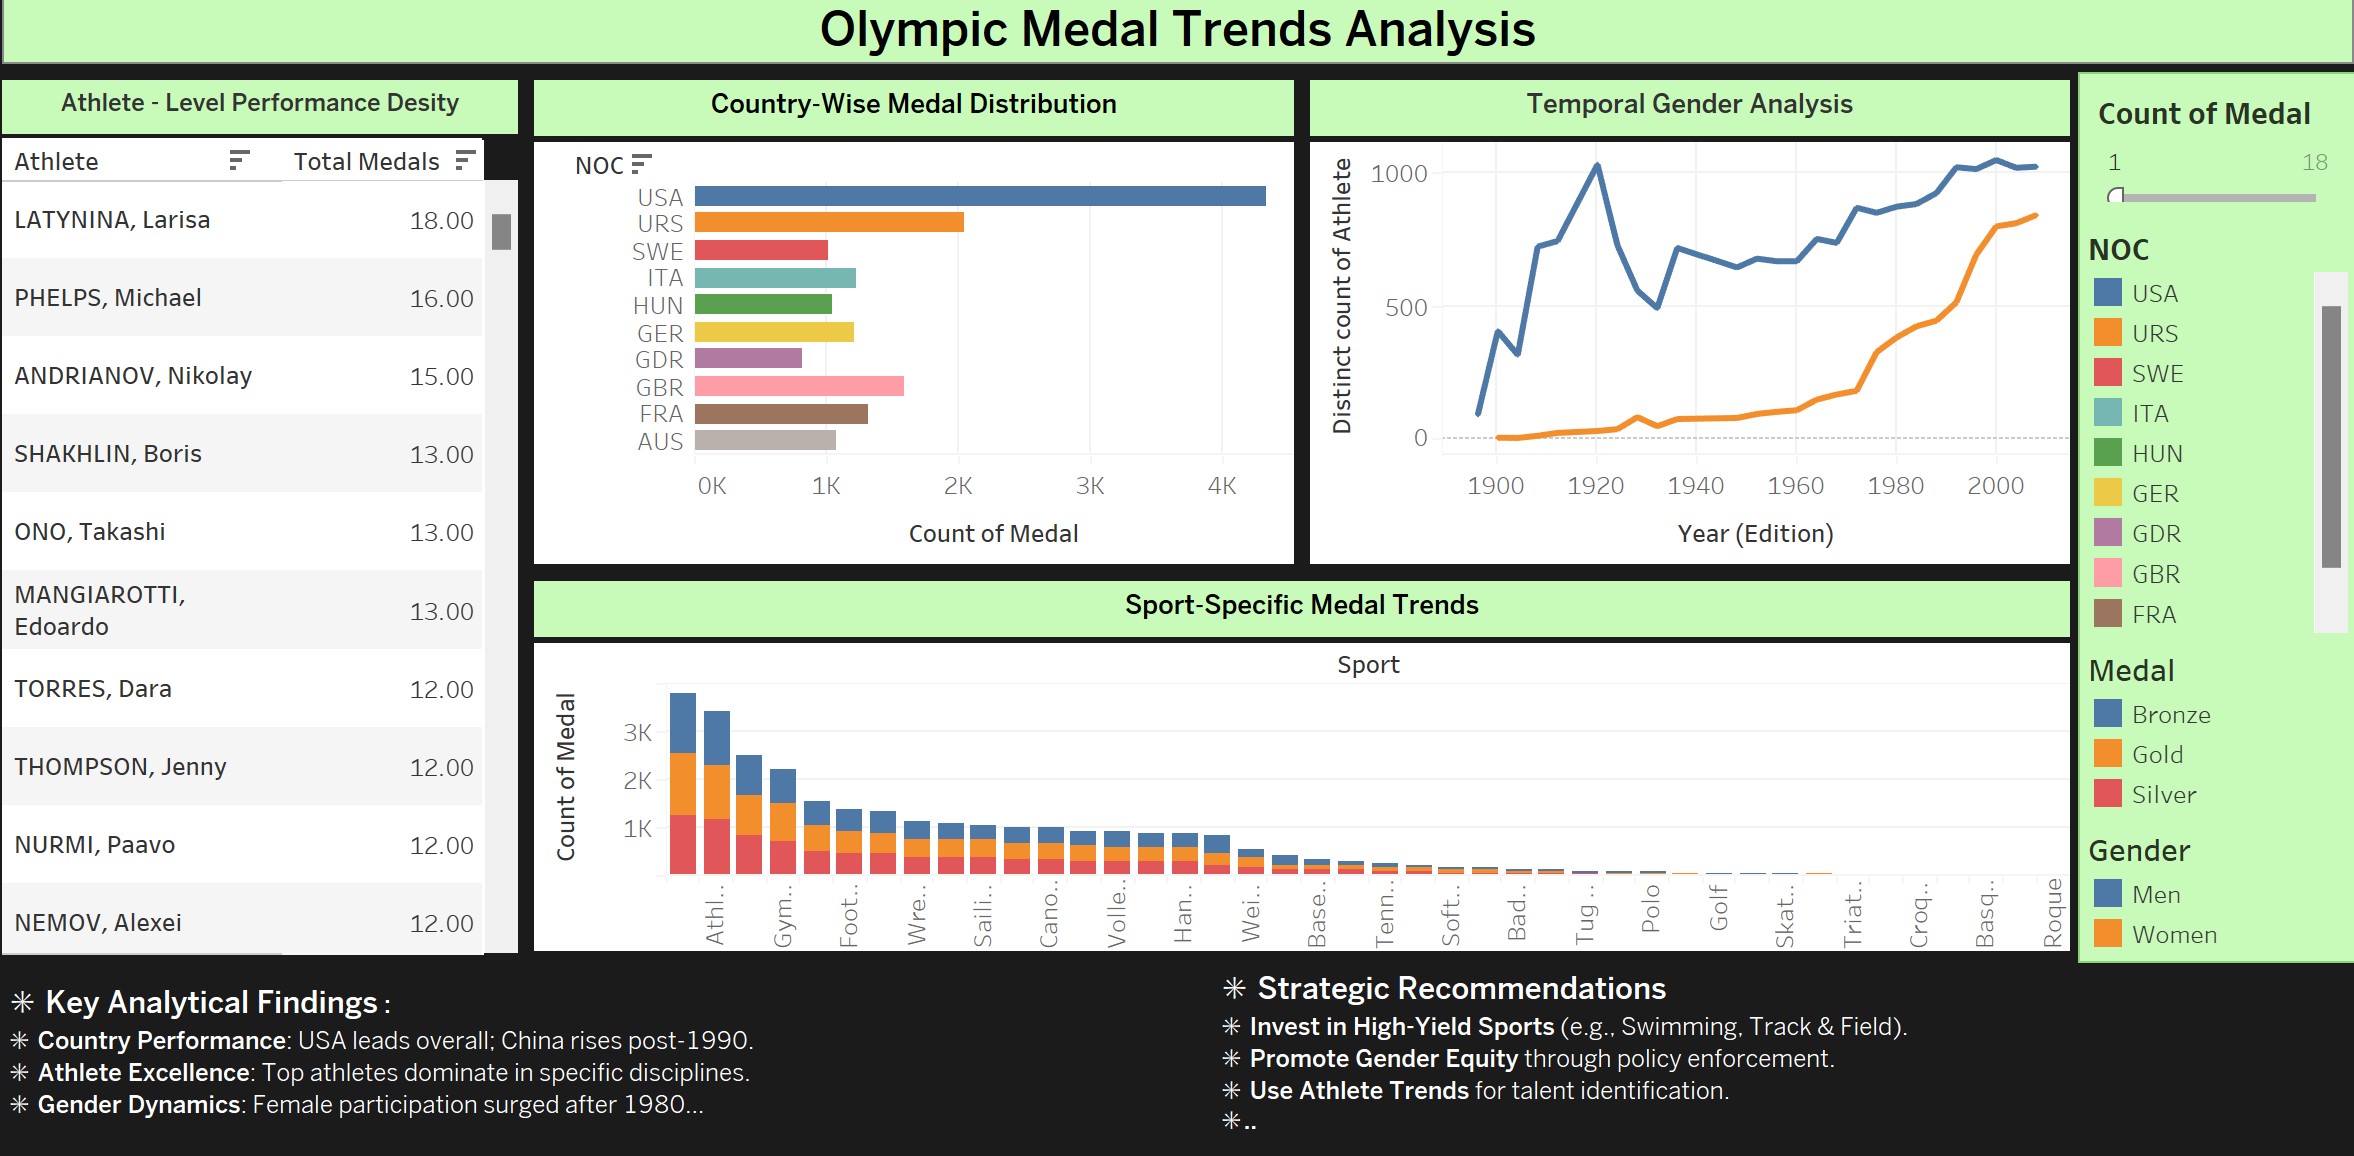 Olympic Medal Trends Analysis
Athlete - Level Performance Desity
Athlete Total Medals
LATYNINA, Larisa 18.00
PHELPS, Michael 16.00
ANDRIANOV, Nikolay 15.00
SHAKHLIN, Boris 13.00
ONO, Takashi 13.00
MANGIAROTTI,
Edoardo 13.00
TORRES, Dara 12.00
THOMPSON, Jenny 12.00
NURMI, Paavo 12.00
NEMOV, Alexei 12.00
Country-Wise Medal Distribution
NOC
USA
URS
SWE
ITA
HUN
GER
GDR
GBR
FRA
AUS
0K 1K 2K 3K 4K
Count of Medal
Temporal Gender Analysis
Distinct count of Athlete
1000
500
0
1900 1920 1940 1960 1980 2000
Year (Edition)
Sport-Specific Medal Trends
Sport
Count of Medal
3K
2K
1K
Athl.. Gym.. Foot.. Wre.. Saili.. Cano.. Volle.. Han.. Wei.. Base.. Tenn.. Soft.. Bad.. Tug .. Polo Golf Skat.. Triat.. Croq.. Basq.. Roque
Count of Medal
1 18
NOC
USA
URS
SWE
ITA
HUN
GER
GDR
GBR
FRA
Medal
Bronze
Gold
Silver
Gender
Men
Women
✳ Key Analytical Findings :
✳ Country Performance: USA leads overall; China rises post-1990.
✳ Athlete Excellence: Top athletes dominate in specific disciplines.
✳ Gender Dynamics: Female participation surged after 1980...
✳ Strategic Recommendations
✳ Invest in High-Yield Sports (e.g., Swimming, Track & Field).
✳ Promote Gender Equity through policy enforcement.
✳ Use Athlete Trends for talent identification.
✳..